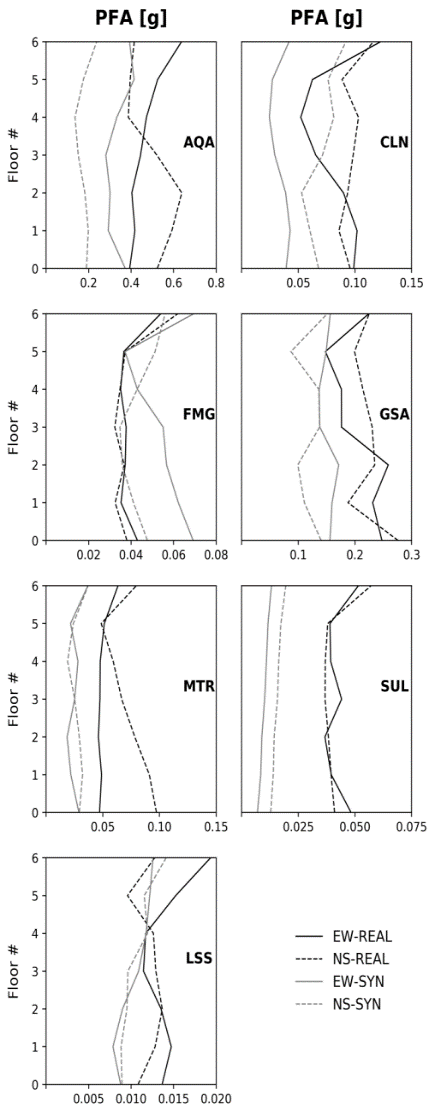 PFA [g] PFA [g]
6
5
4
3
2
1
0
Floor #
AQA
0.2 0.4 0.6 0.8
CLN
0.05 0.10 0.15
6
5
4
3
2
1
0
Floor #
FMG
0.02 0.04 0.06 0.08
GSA
0.1 0.2 0.3
6
5
4
3
2
1
0
Floor #
MTR
0.05 0.10 0.15
SUL
0.025 0.050 0.075
6
5
4
3
2
1
0
Floor #
LSS
0.005 0.010 0.015 0.020
EW-REAL
NS-REAL
EW-SYN
NS-SYN